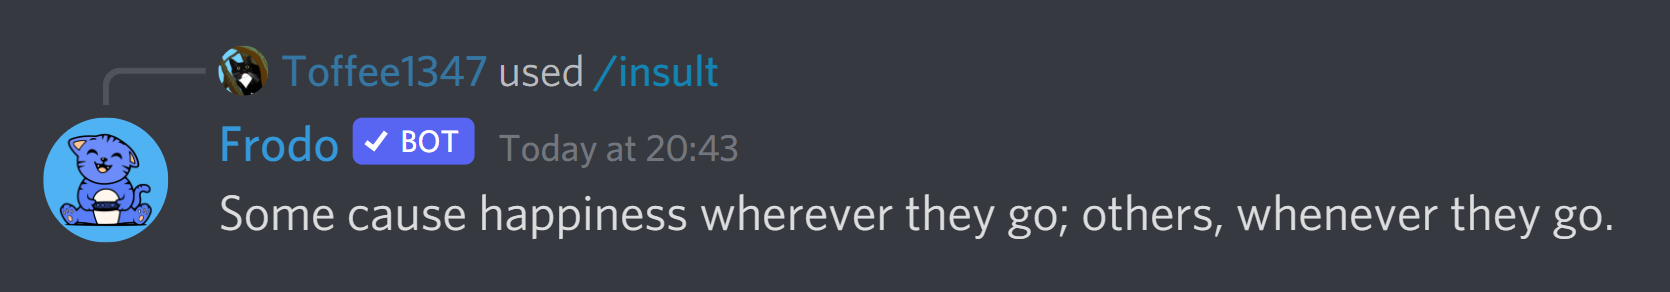 Toffee1347 used /insult
Frodo ✓ BOT Today at 20:43
Some cause happiness wherever they go; others, whenever they go.